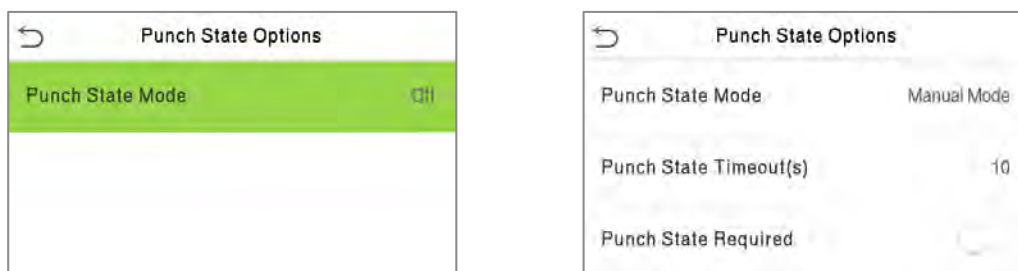 Punch State Options
Punch State Mode Off
Punch State Options
Punch State Mode Manual Mode
Punch State Timeout(s) 10
Punch State Required